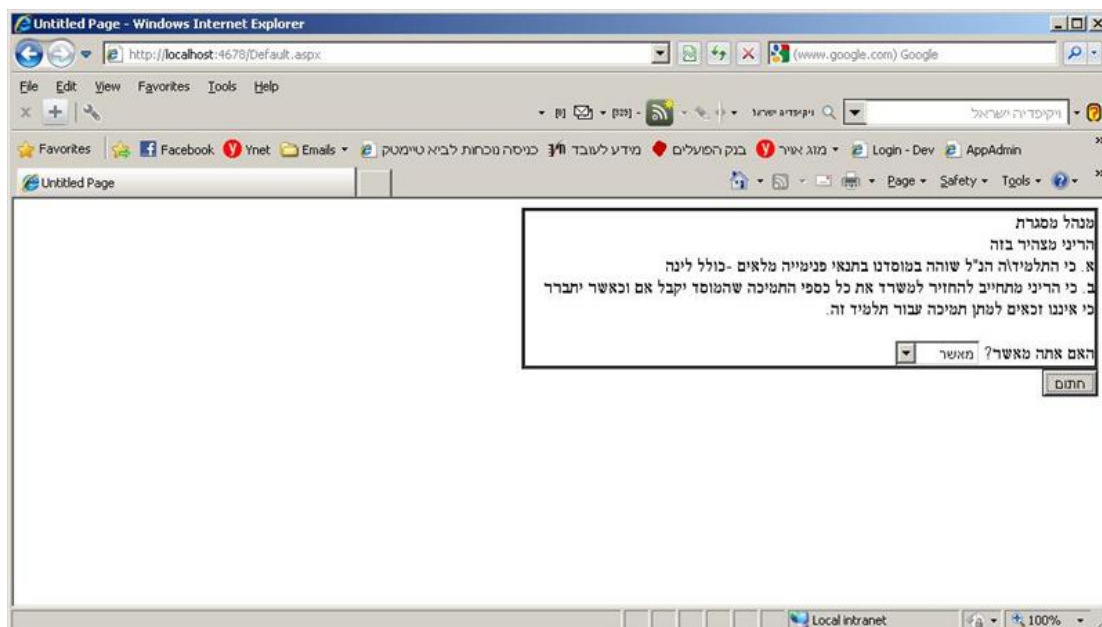 Untitled Page - Windows Internet Explorer
http://localhost:4678/Default.aspx
(www.google.com) Google
File Edit View Favorites Tools Help
[9] [325] ויקיפדיה ישראל ויקיפדיה ישראל
Favorites Facebook Ynet Emails כניסה נוכחות לביא טיימטק מידע לעובד בנק הפועלים מזג אויר Login - Dev AppAdmin
Untitled Page
Page Safety Tools
מנהל מסגרת
הריני מצהיר בזה
א. כי התלמיד\ה הנ"ל שוהה במוסדנו בתנאי פנימייה מלאים -כולל לינה
ב. כי הריני מתחייב להחזיר למשרד את כל כספי התמיכה שהמוסד יקבל אם וכאשר יתברר
כי איננו זכאים למתן תמיכה עבור תלמיד זה.
האם אתה מאשר? מאשר
חתום
Local intranet 100%